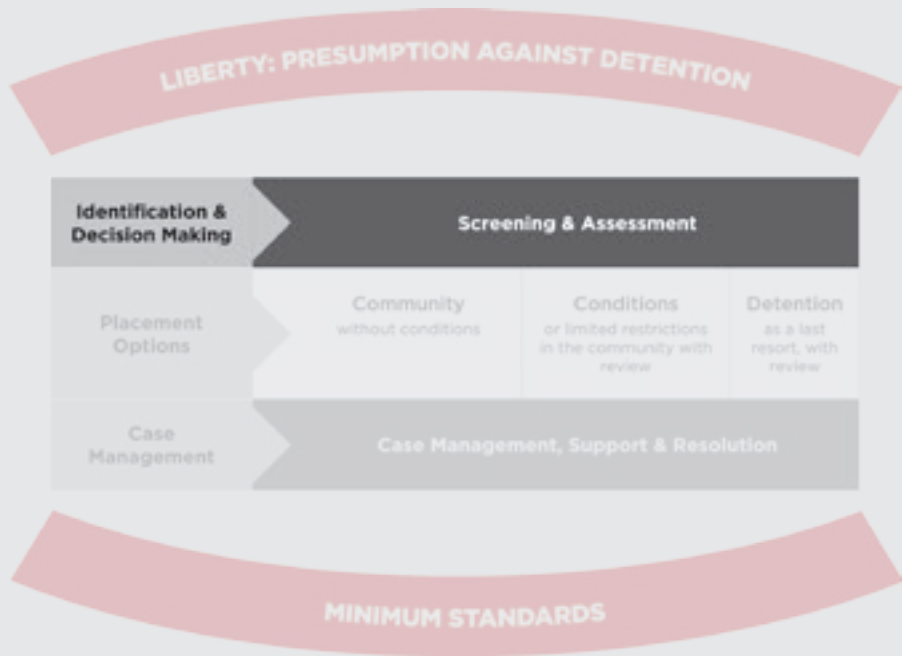 LIBERTY: PRESUMPTION AGAINST DETENTION
Identification &
Decision Making
Screening & Assessment
Placement
Options
Community
without conditions
Conditions
or limited restrictions
in the community with
review
Detention
as a last
resort, with
review
Case
Management
Case Management, Support & Resolution
MINIMUM STANDARDS